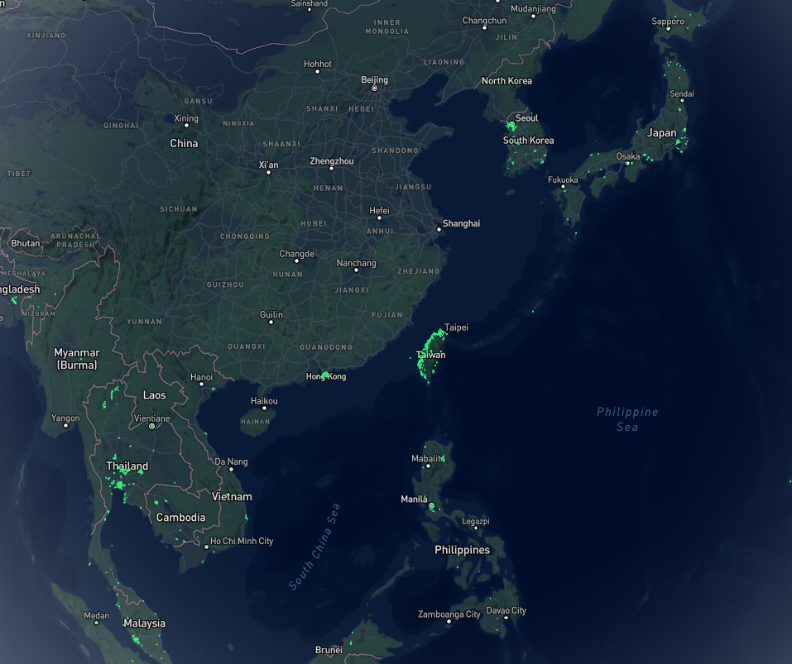 Sainshand
Mudanjiang
Changchun
INNER
MONGOLIA
JILIN
Sapporo
XINJIANG
LIAONING
Hohhot
Beijing
North Korea
Sendai
GANSU
SHANXI
HEBEI
Xining
NINGXIA
QINGHAI
Seoul
Japan
China
SHAANXI
South Korea
SHANDONG
Xi'an
Zhengzhou
Osaka
TIBET
HENAN
JIANGSU
Fukuoka
SICHUAN
Hefei
HUBEI
ANHUI
Shanghai
ARUNACHAL
PRADESH
Bhutan
CHONGQING
Changde
Nanchang
MEGHALAYA
HUNAN
ZHEJIANG
ngladesh
GUIZHOU
JIANGXI
MIZORAM
YUNNAN
Guilin
FUJIAN
Taipei
GUANGXI
GUANGDONG
Myanmar
(Burma)
Taiwan
Hong Kong
Hanoi
Laos
Haikou
Philippine
Sea
Yangon
Vientiane
HAINAN
Thailand
Da Nang
Mabalit
Vietnam
Manila
Cambodia
Legazpi
Ho Chi Minh City
South China Sea
Philippines
Medan
Malaysia
Zamboanga City
Davao City
Brunei